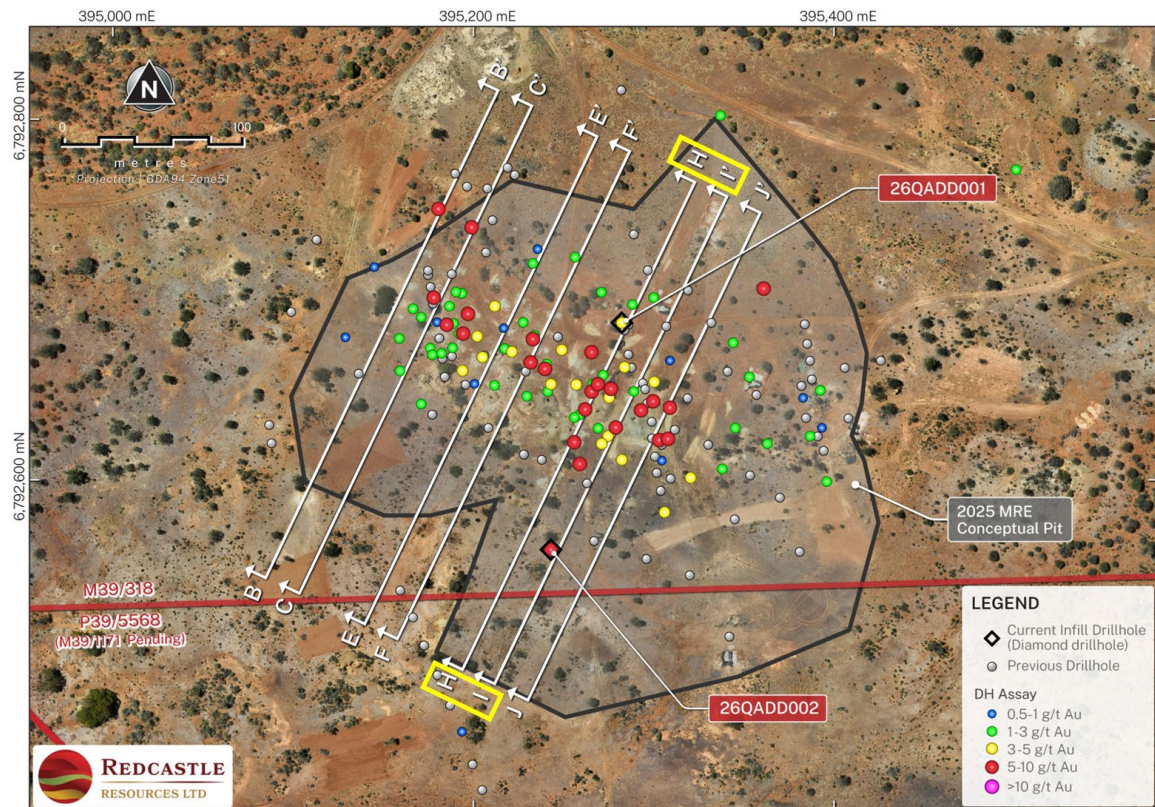 395,000 mE
395,200 mE
395,400 mE
6,792,800 mN
6,792,600 mN
N
0 100
metres
Projection | GDA94 Zone51
B'
C'
E'
F'
H
I'
J'
26QADD001
2025 MRE
Conceptual Pit
M39/318
P39/5568
(M39/1171 Pending)
B
C
E
F
H
I
J
26QADD002
LEGEND
Current Infill Drillhole
(Diamond drillhole)
Previous Drillhole
DH Assay
0.5-1 g/t Au
1-3 g/t Au
3-5 g/t Au
5-10 g/t Au
>10 g/t Au
REDCASTLE
RESOURCES LTD